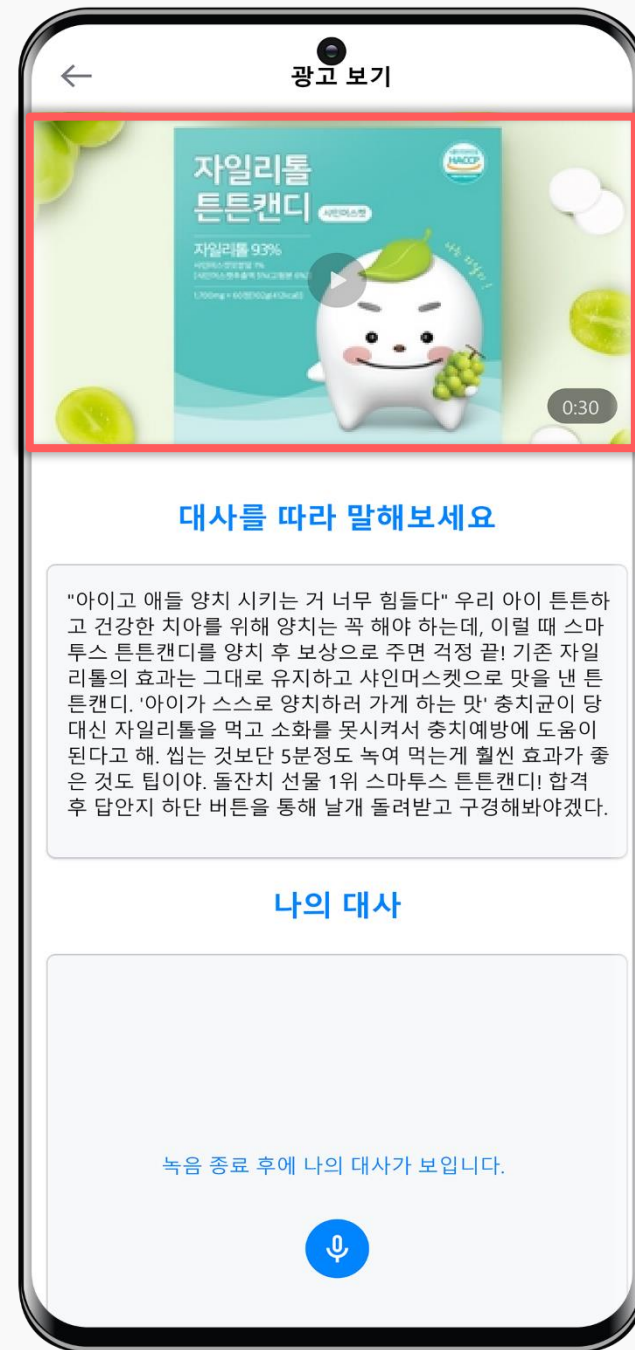 광고 보기
자일리톨
튼튼캔디 샤인머스켓
HACCP
자일리톨 93%
나는 자일이!
0:30
대사를 따라 말해보세요
"아이고 애들 양치 시키는 거 너무 힘들다" 우리 아이 튼튼하
고 건강한 치아를 위해 양치는 꼭 해야 하는데, 이럴 때 스마
투스 튼튼캔디를 양치 후 보상으로 주면 걱정 끝! 기존 자일
리톨의 효과는 그대로 유지하고 샤인머스켓으로 맛을 낸 튼
튼캔디. '아이가 스스로 양치하러 가게 하는 맛' 충치균이 당
대신 자일리톨을 먹고 소화를 못시켜서 충치예방에 도움이
된다고 해. 씹는 것보단 5분정도 녹여 먹는게 훨씬 효과가 좋
은 것도 팁이야. 돌잔치 선물 1위 스마투스 튼튼캔디! 합격
후 답안지 하단 버튼을 통해 날개 돌려받고 구경해봐야겠다.
나의 대사
녹음 종료 후에 나의 대사가 보입니다.